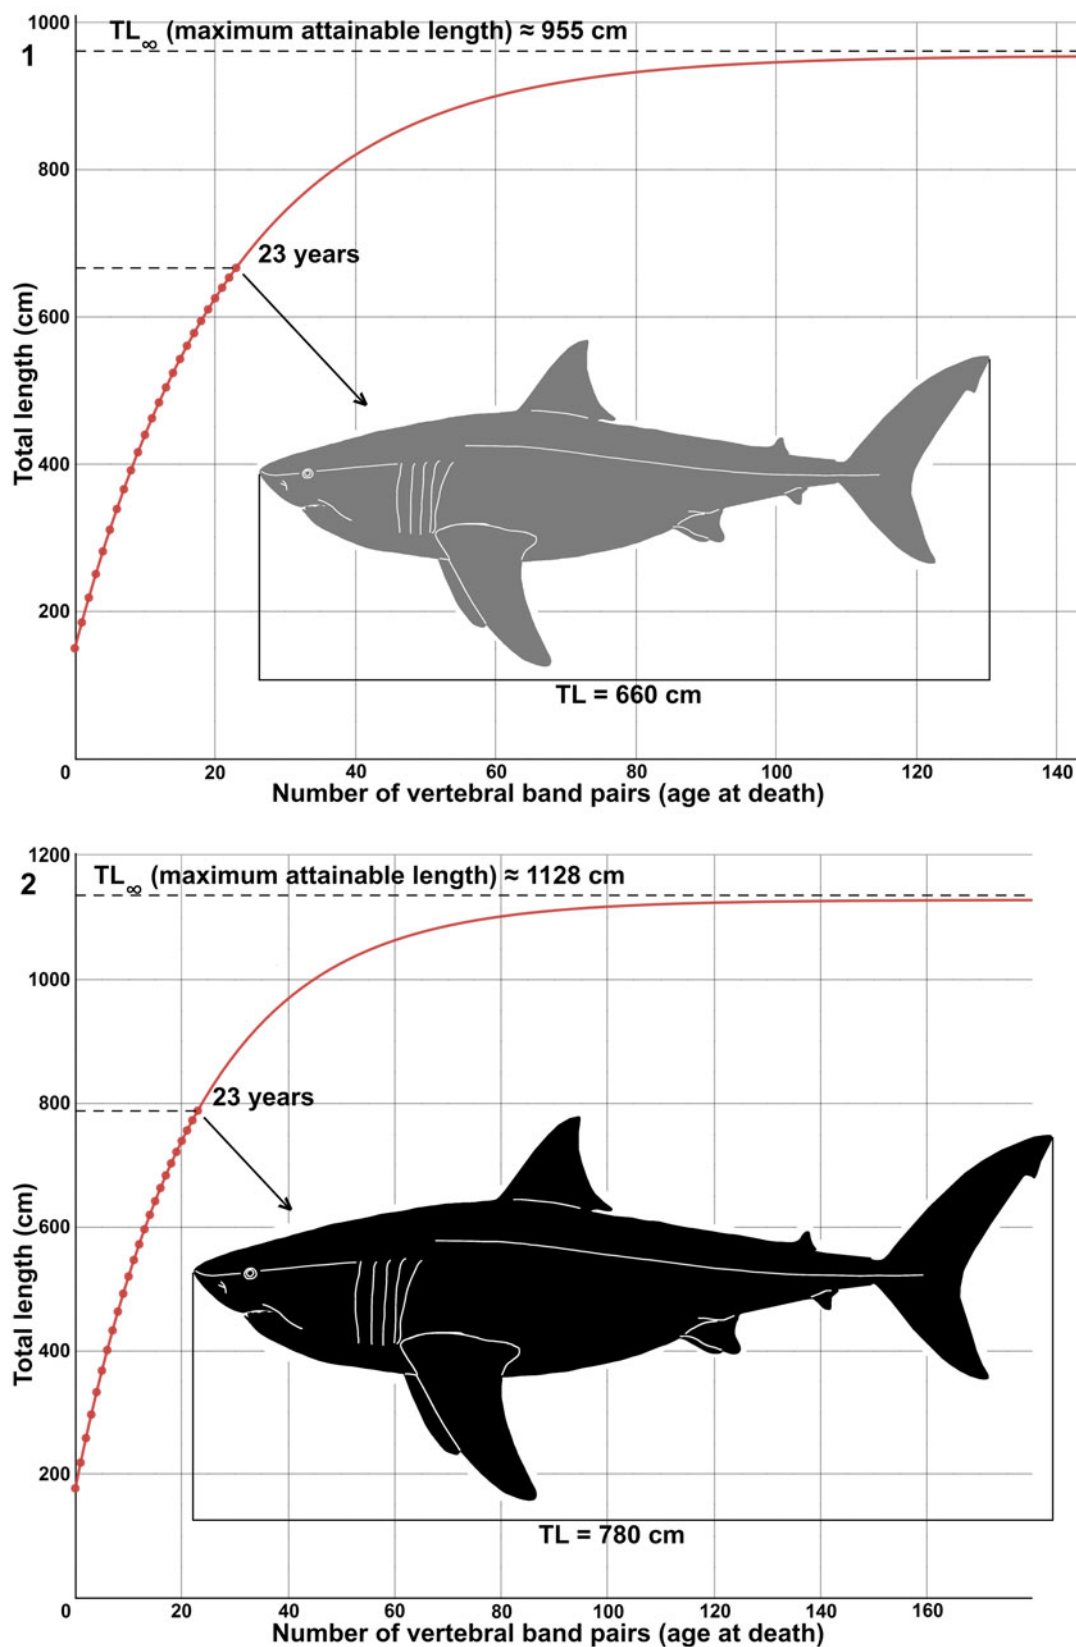 1000
TL∞ (maximum attainable length) ≈ 955 cm
1
800
23 years
Total length (cm)
600
400
200
TL = 660 cm
0 20 40 60 80 100 120 140
Number of vertebral band pairs (age at death)
1200
TL∞ (maximum attainable length) ≈ 1128 cm
2
1000
800
23 years
Total length (cm)
600
400
200
TL = 780 cm
0 20 40 60 80 100 120 140 160
Number of vertebral band pairs (age at death)